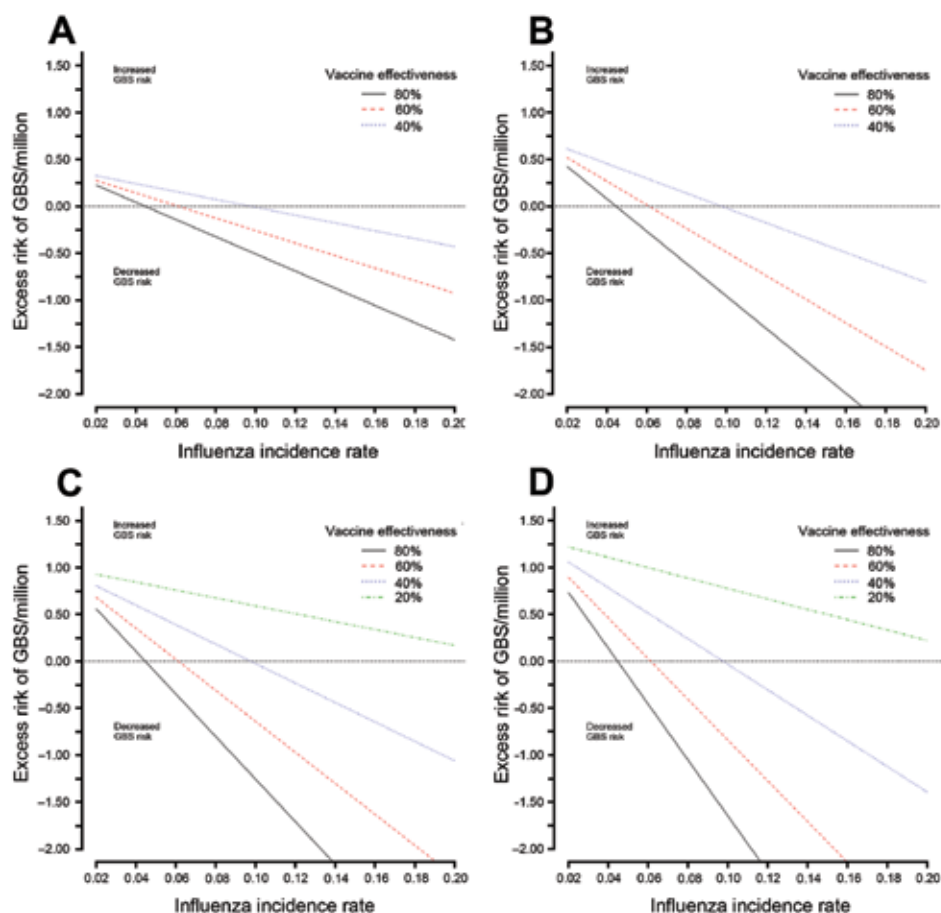 A
Excess rirk of GBS/million
1.50
1.00
0.50
0.00
−0.50
−1.00
−1.50
−2.00
Increased
GBS risk
Decreased
GBS risk
Vaccine effectiveness
80%
60%
40%
0.02 0.04 0.06 0.08 0.10 0.12 0.14 0.16 0.18 0.20
Influenza incidence rate
B
Excess rirk of GBS/million
1.50
1.00
0.50
0.00
−0.50
−1.00
−1.50
−2.00
Increased
GBS risk
Decreased
GBS risk
Vaccine effectiveness
80%
60%
40%
0.02 0.04 0.06 0.08 0.10 0.12 0.14 0.16 0.18 0.20
Influenza incidence rate
C
Excess rirk of GBS/million
1.50
1.00
0.50
0.00
−0.50
−1.00
−1.50
−2.00
Increased
GBS risk
Decreased
GBS risk
Vaccine effectiveness
80%
60%
40%
20%
0.02 0.04 0.06 0.08 0.10 0.12 0.14 0.16 0.18 0.20
Influenza incidence rate
D
Excess rirk of GBS/million
1.50
1.00
0.50
0.00
−0.50
−1.00
−1.50
−2.00
Increased
GBS risk
Decreased
GBS risk
Vaccine effectiveness
80%
60%
40%
20%
0.02 0.04 0.06 0.08 0.10 0.12 0.14 0.16 0.18 0.20
Influenza incidence rate